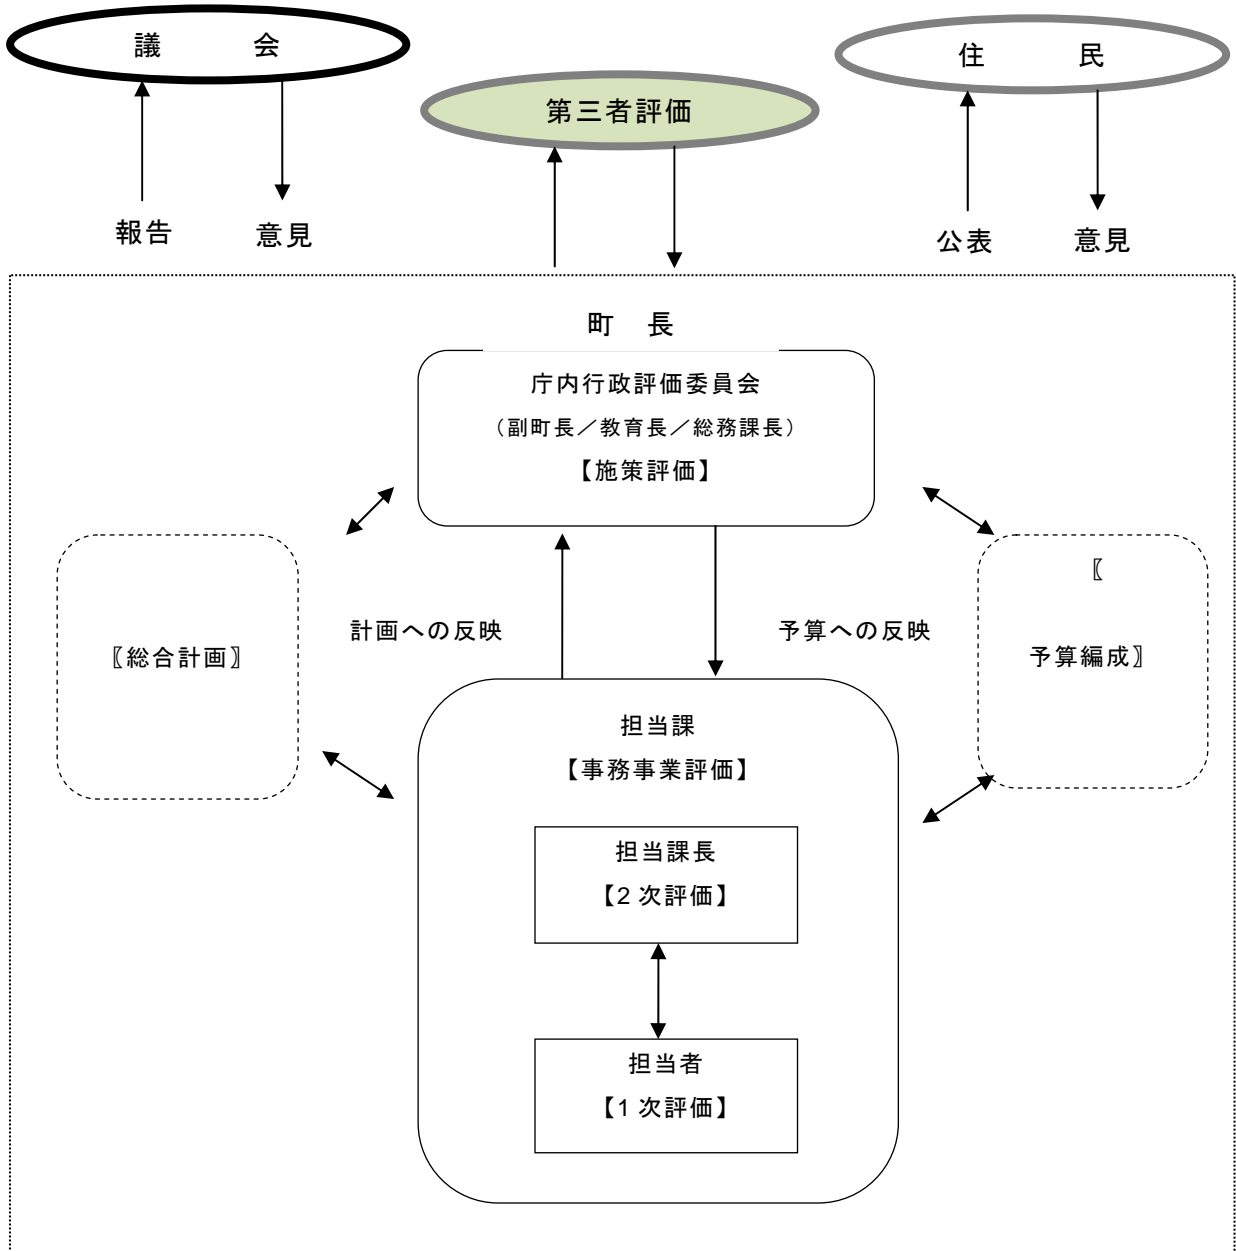 議　会
住　民
第三者評価
報告
意見
公表
意見
町　長
庁内行政評価委員会
（副町長／教育長／総務課長）
【施策評価】
〖
計画への反映
予算への反映
〖総合計画〗
予算編成〗
担当課
【事務事業評価】
担当課長
【2 次評価】
担当者
【1 次評価】